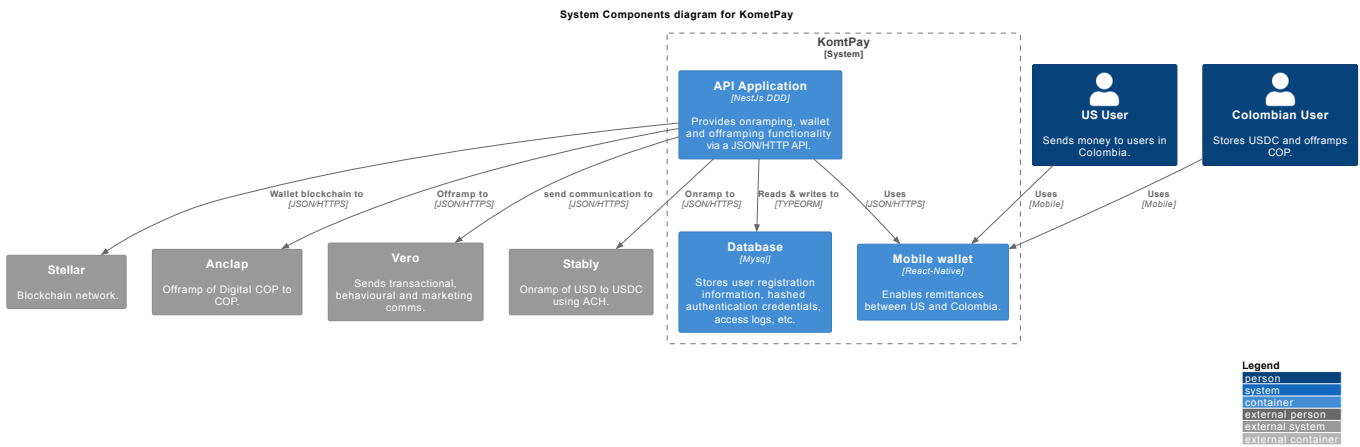 System Components diagram for KometPay
KomtPay
[System]
API Application
[NestJs DDD]
Provides onramping, wallet
and offramping functionality
via a JSON/HTTP API.
US User
Sends money to users in
Colombia.
Colombian User
Stores USDC and offramps
COP.
Wallet blockchain to
[JSON/HTTPS]
Offramp to
[JSON/HTTPS]
send communication to
[JSON/HTTPS]
Onramp to
[JSON/HTTPS]
Reads & writes to
[TYPEORM]
Uses
[JSON/HTTPS]
Uses
[Mobile]
Uses
[Mobile]
Stellar
Blockchain network.
Anclap
Offramp of Digital COP to
COP.
Vero
Sends transactional,
behavioural and marketing
comms.
Stably
Onramp of USD to USDC
using ACH.
Database
[Mysql]
Stores user registration
information, hashed
authentication credentials,
access logs, etc.
Mobile wallet
[React-Native]
Enables remittances
between US and Colombia.
Legend
person
system
container
external person
external system
external container